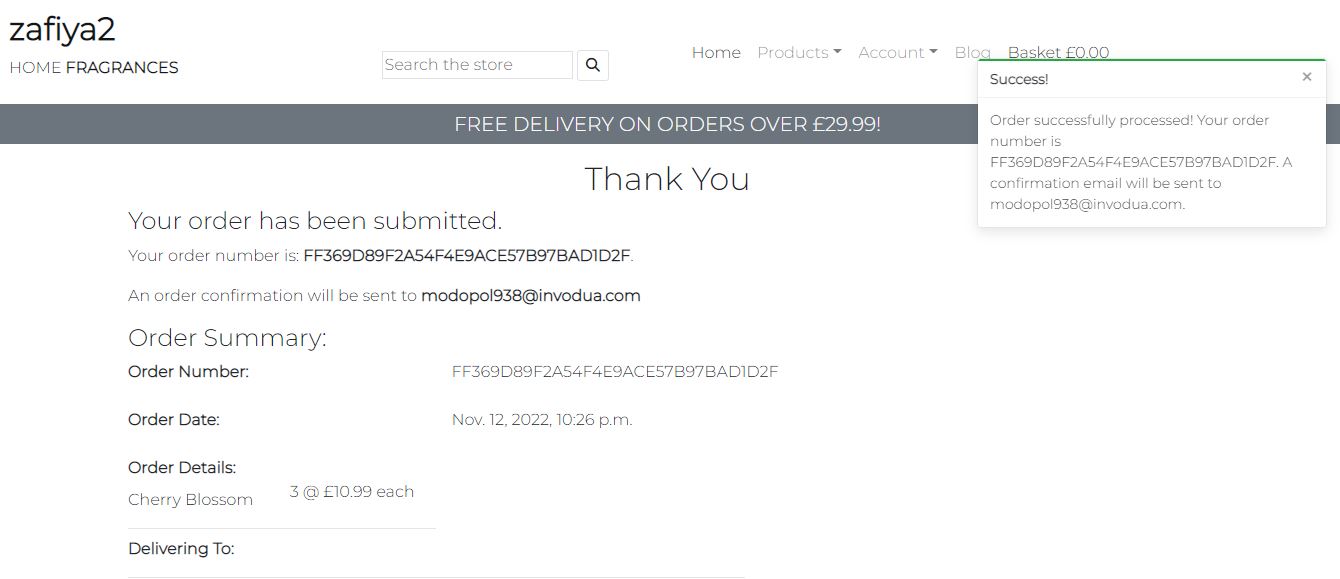 zafiya2
HOME FRAGRANCES
Search the store
Home Products Account Blog Basket £0.00
Success!
×
Order successfully processed! Your order
number is
FF369D89F2A54F4E9ACE57B97BAD1D2F. A
confirmation email will be sent to
modopol938@invodua.com.
FREE DELIVERY ON ORDERS OVER £29.99!
Thank You
Your order has been submitted.
Your order number is: FF369D89F2A54F4E9ACE57B97BAD1D2F.
An order confirmation will be sent to modopol938@invodua.com
Order Summary:
Order Number: FF369D89F2A54F4E9ACE57B97BAD1D2F
Order Date: Nov. 12, 2022, 10:26 p.m.
Order Details:
Cherry Blossom 3 @ £10.99 each
Delivering To: